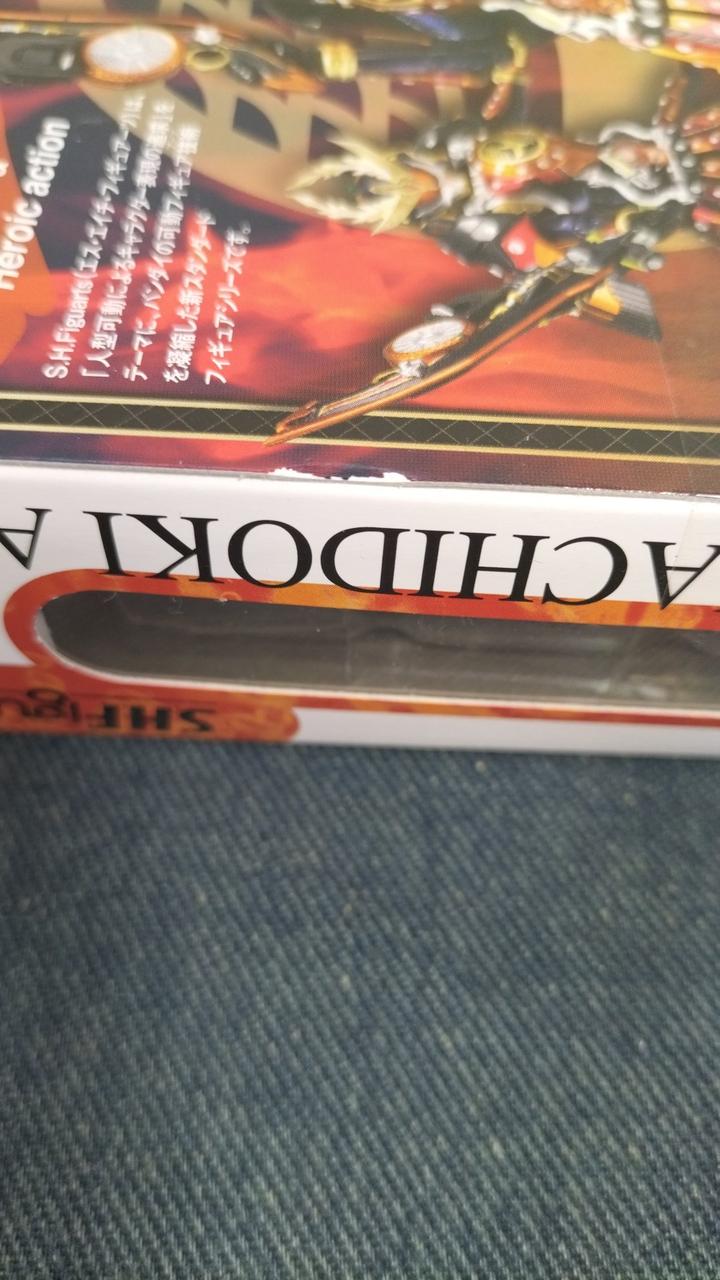 Heroic action
S.H.Figuarts(エス・エイチ・フィギュアーツ)は、
「人型可動によるキャラクター表現の追求」を
テーマに、バンダイの可動フィギュア技術
を凝縮した新スタンダード
フィギュアシリーズです。
ACHIDOKI A
S.H.Figu